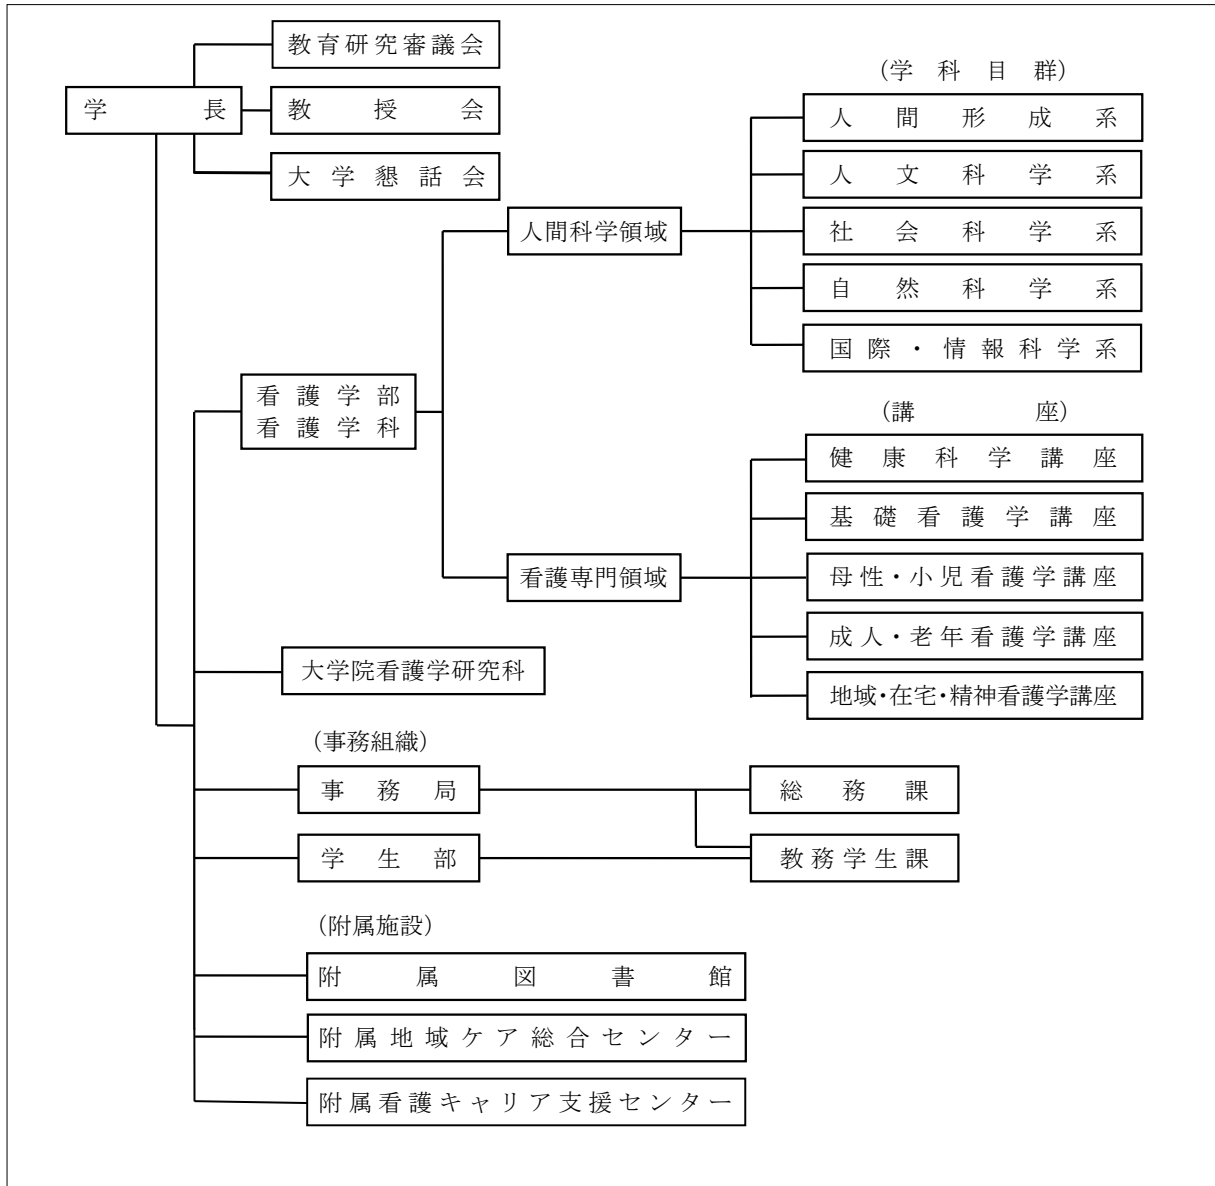 教育研究審議会
学長
教授会
大学懇話会
（学科目群）
人間形成系
人文科学系
人間科学領域
社会科学系
自然科学系
国際・情報科学系
看護学部
看護学科
（講座）
健康科学講座
基礎看護学講座
看護専門領域
母性・小児看護学講座
成人・老年看護学講座
地域・在宅・精神看護学講座
大学院看護学研究科
（事務組織）
事務局
総務課
学生部
教務学生課
（附属施設）
附属図書館
附属地域ケア総合センター
附属看護キャリア支援センター